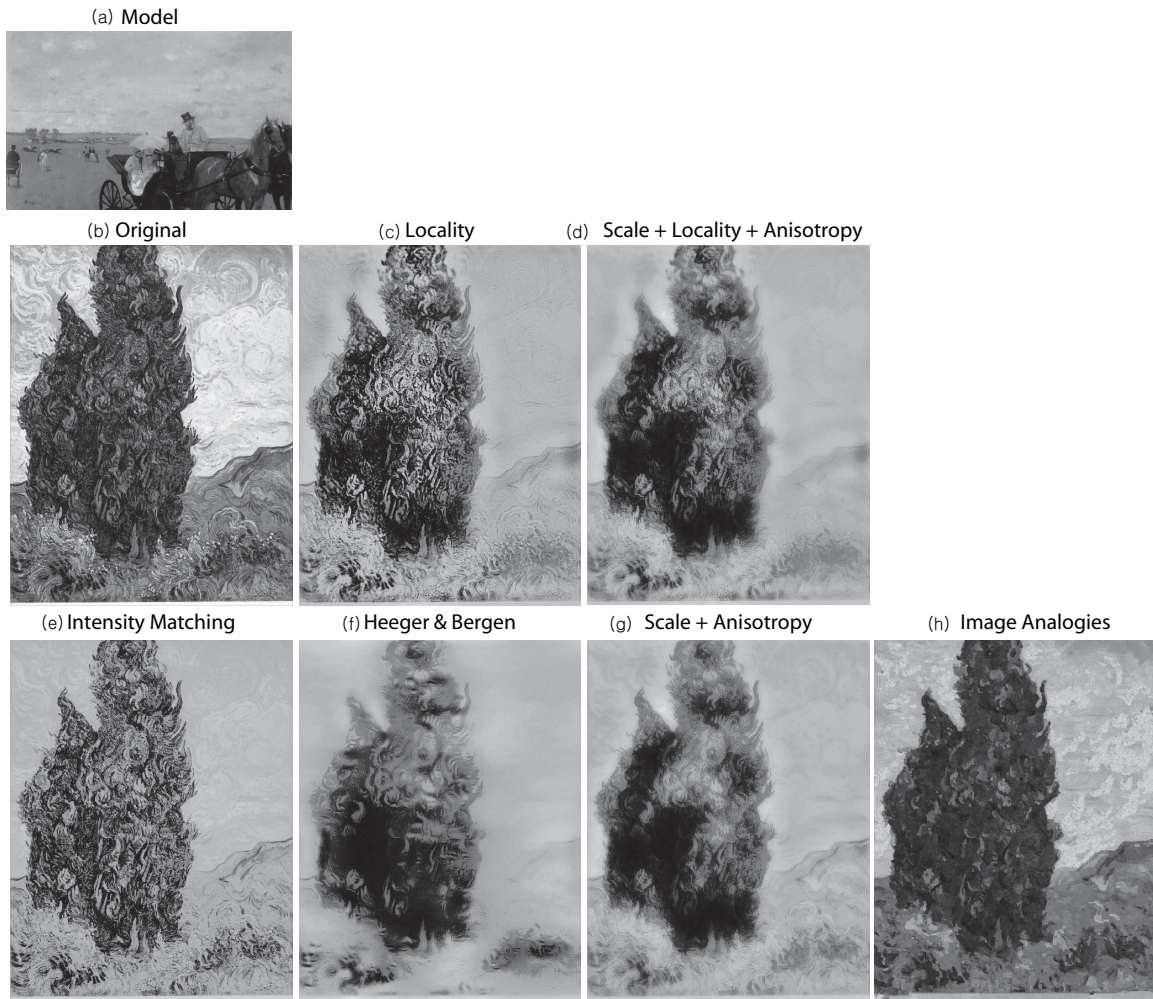 (a) Model
(b) Original
(c) Locality
(d) Scale + Locality + Anisotropy
(e) Intensity Matching
(f) Heeger & Bergen
(g) Scale + Anisotropy
(h) Image Analogies